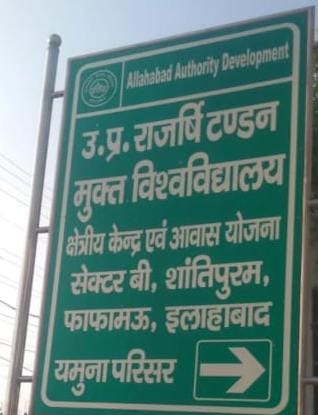 Allahabad Authority Development
उ.प्र. राजर्षि टण्डन
मुक्त विश्वविद्यालय
क्षेत्रीय केन्द्र एवं आवास योजना
सेक्टर बी, शांतिपुरम,
फाफामऊ, इलाहाबाद
यमुना परिसर